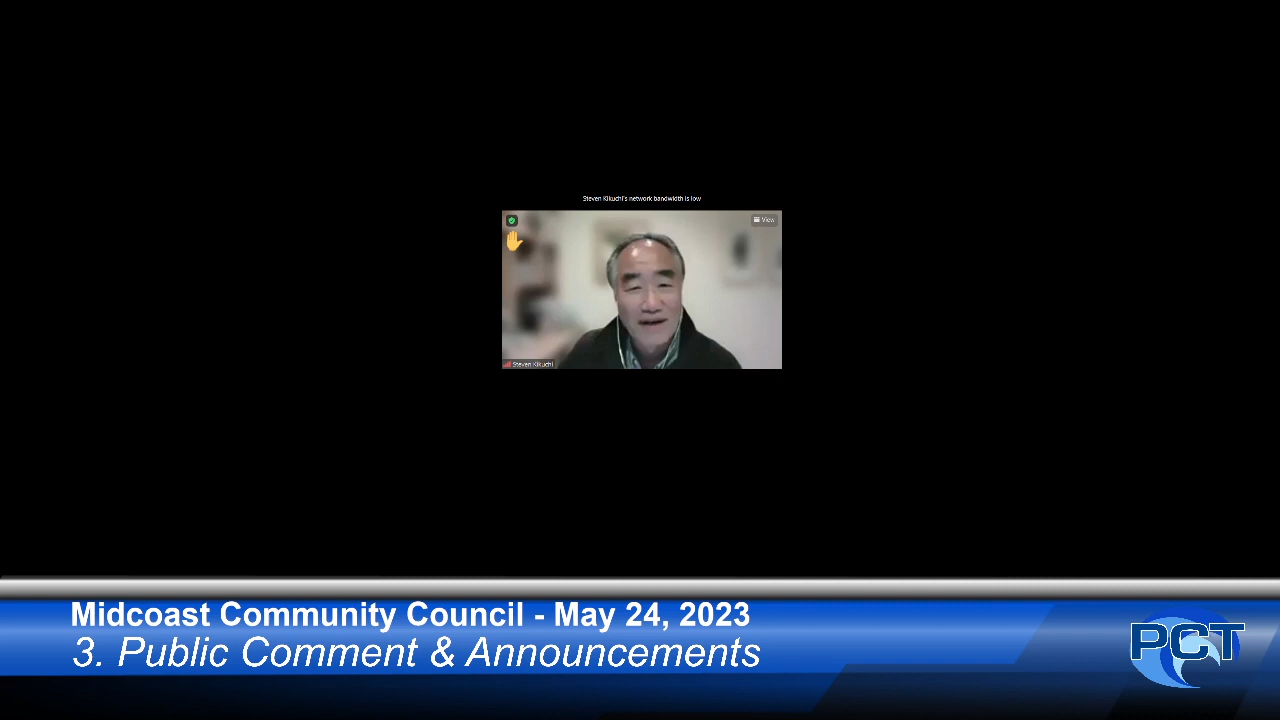 Steven Kikuchi's network bandwidth is low
View
Steven Kikuchi
Midcoast Community Council - May 24, 2023
3. Public Comment & Announcements
PCT